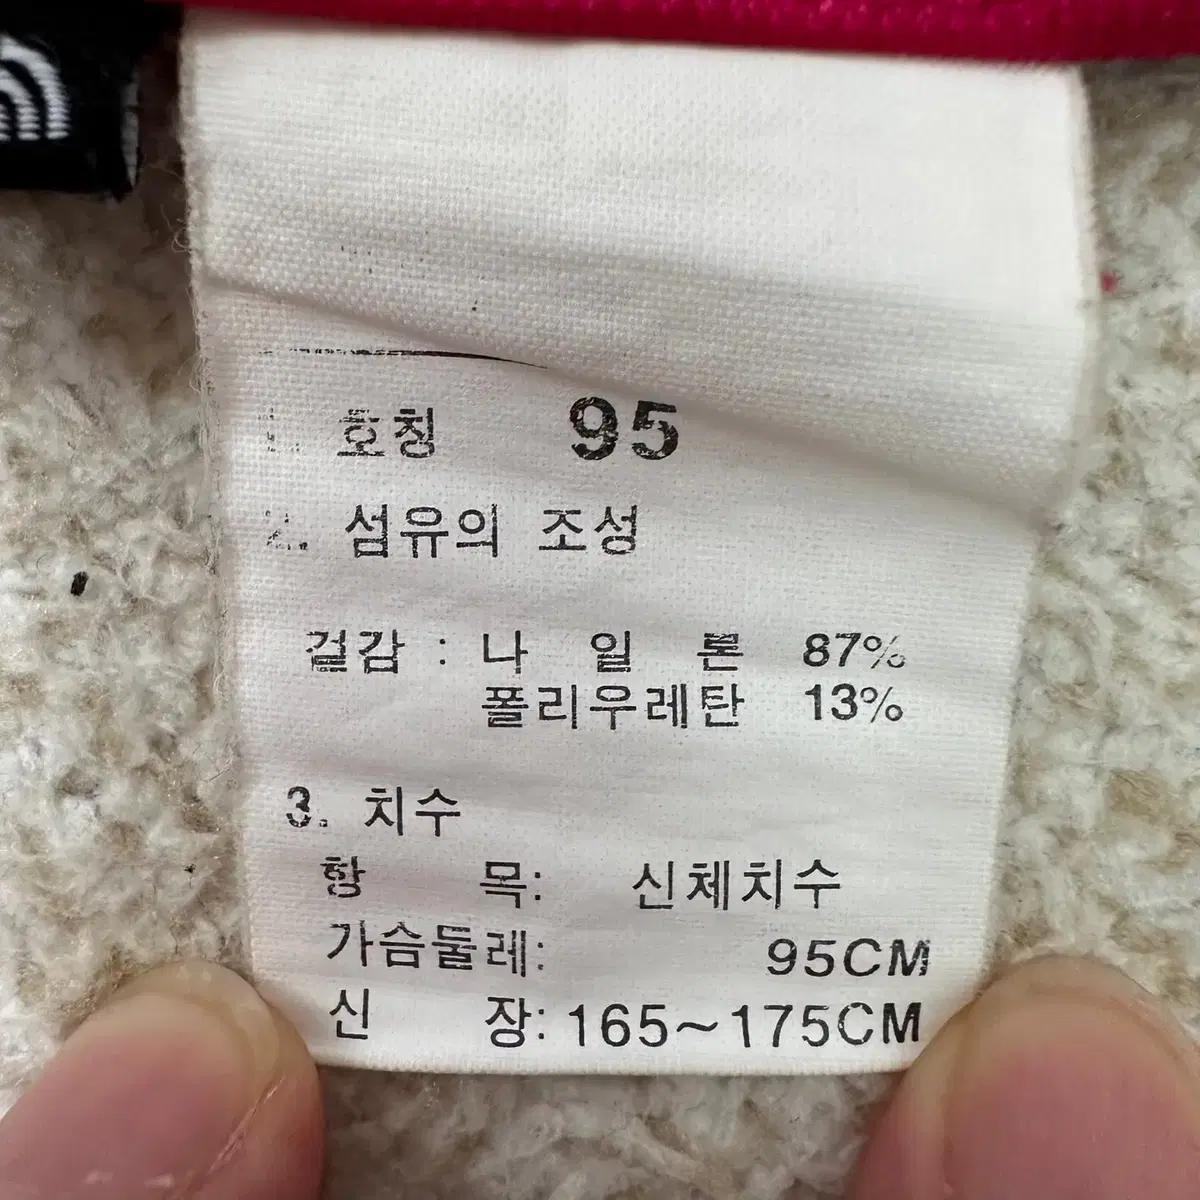 1. 호칭 95
2. 섬유의 조성
겉감 : 나 일 론 87%
폴리우레탄 13%
3. 치수
항 목: 신체치수
가슴둘레: 95CM
신 장: 165~175CM